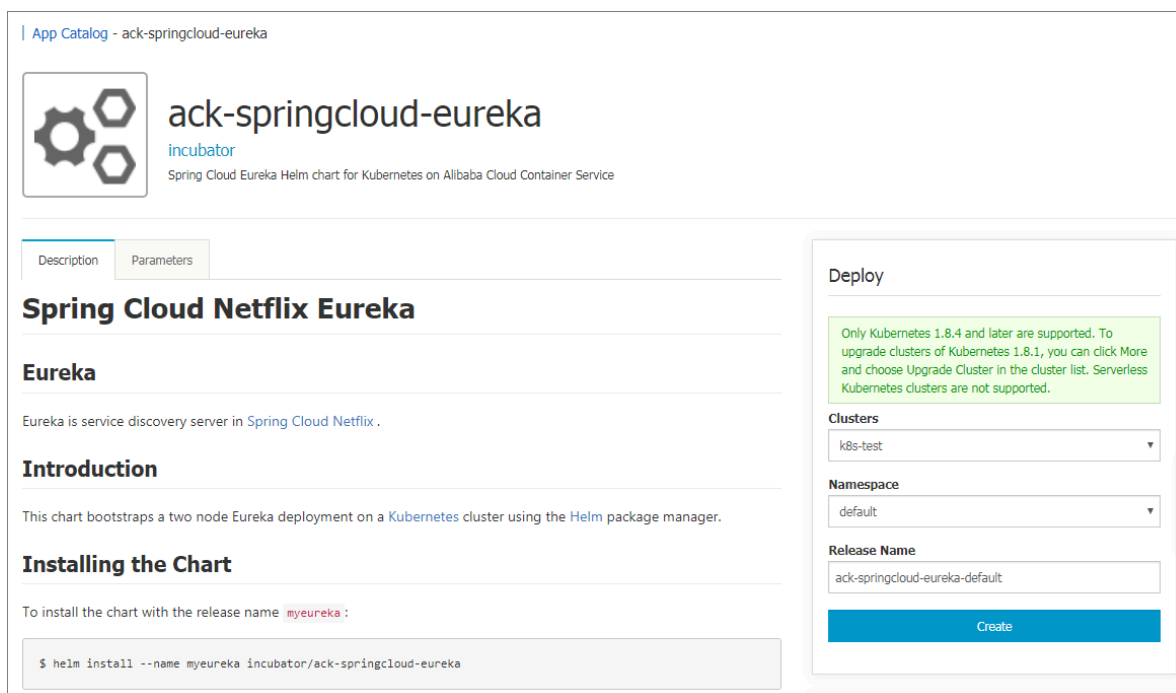 App Catalog - ack-springcloud-eureka
ack-springcloud-eureka
incubator
Spring Cloud Eureka Helm chart for Kubernetes on Alibaba Cloud Container Service
Description
Parameters
Spring Cloud Netflix Eureka
Eureka
Eureka is service discovery server in Spring Cloud Netflix .
Introduction
This chart bootstraps a two node Eureka deployment on a Kubernetes cluster using the Helm package manager.
Installing the Chart
To install the chart with the release name myeureka :
$ helm install --name myeureka incubator/ack-springcloud-eureka
Deploy
Only Kubernetes 1.8.4 and later are supported. To
upgrade clusters of Kubernetes 1.8.1, you can click More
and choose Upgrade Cluster in the cluster list. Serverless
Kubernetes clusters are not supported.
Clusters
k8s-test
Namespace
default
Release Name
ack-springcloud-eureka-default
Create